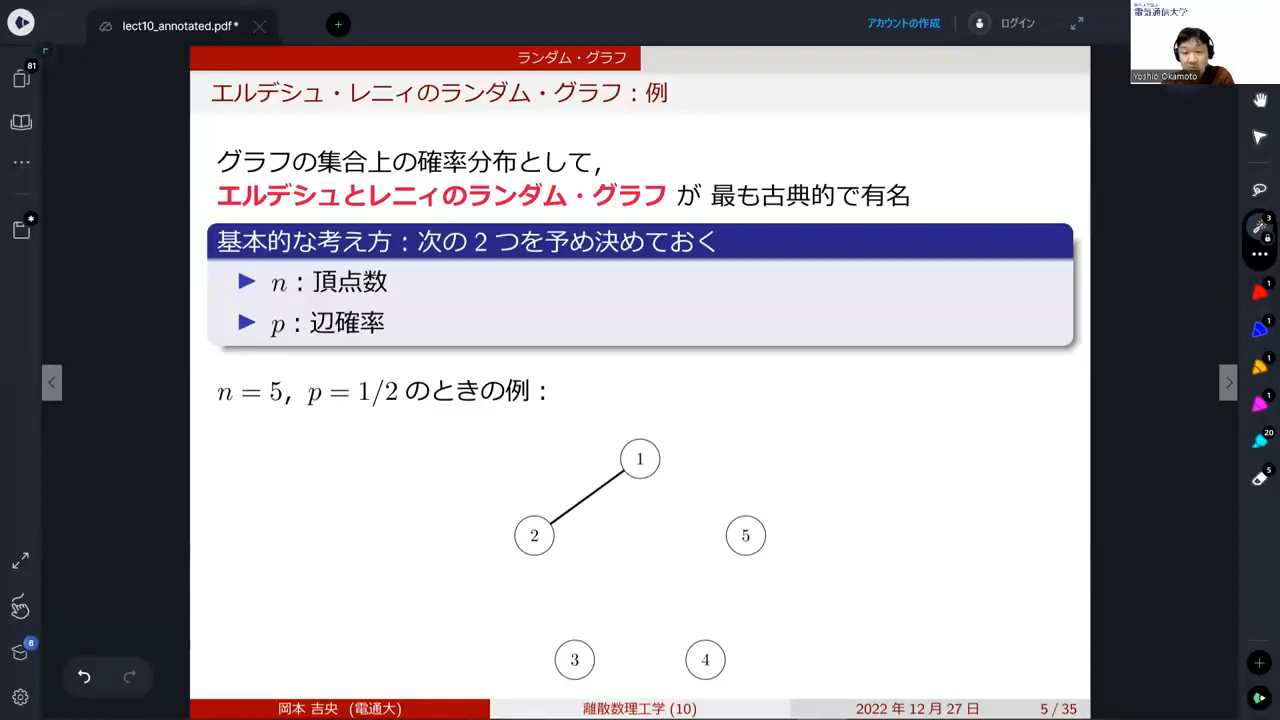 lect10_annotated.pdf*
アカウントの作成
ログイン
電気通信大学
Yoshio Okamoto
81
ランダム・グラフ
エルデシュ・レニィのランダム・グラフ：例
グラフの集合上の確率分布として，
エルデシュとレニィのランダム・グラフ が 最も古典的で有名
基本的な考え方：次の 2 つを予め決めておく
▶ n：頂点数
▶ p：辺確率
n = 5，p = 1/2 のときの例：
1
2
5
3
4
岡本 吉央 (電通大)
離散数理工学 (10)
2022 年 12 月 27 日
5 / 35
3
1
1
1
1
20
5
6